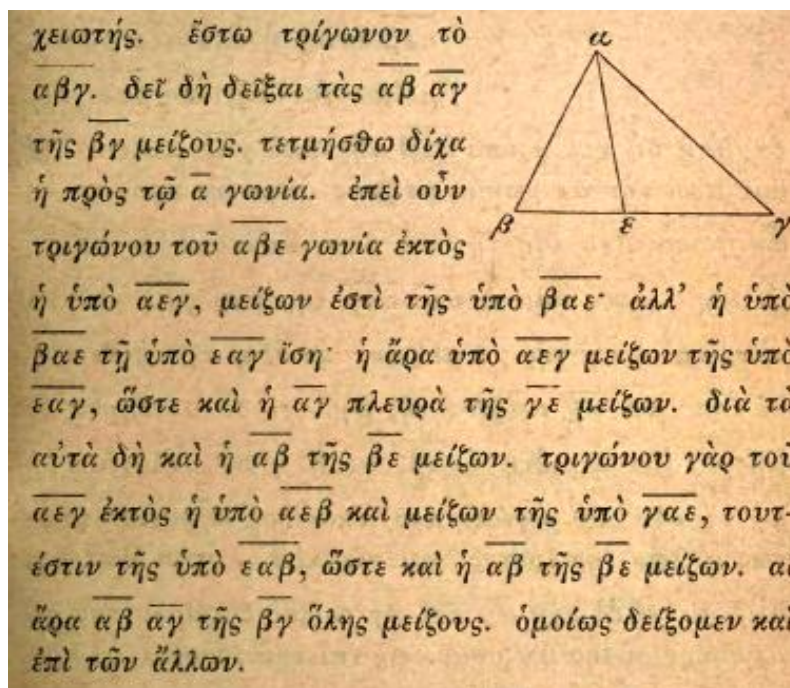 χειωτής. ἔστω τρίγωνον τὸ
αβγ. δεῖ δὴ δεῖξαι τὰς αβ αγ
τῆς βγ μείζους. τετμήσθω δίχα
ἡ πρὸς τῷ α γωνία. ἐπεὶ οὖν
τριγώνου τοῦ αβε γωνία ἐκτὸς
ἡ ὑπὸ αεγ, μείζων ἐστὶ τῆς ὑπὸ βαε· ἀλλ' ἡ ὑπὸ
βαε τῇ ὑπὸ εαγ ἴση· ἡ ἄρα ὑπὸ αεγ μείζων τῆς ὑπὸ
εαγ, ὥστε καὶ ἡ αγ πλευρὰ τῆς γε μείζων. διὰ τὰ
αὐτὰ δὴ καὶ ἡ αβ τῆς βε μείζων. τριγώνου γὰρ τοῦ
αεγ ἐκτὸς ἡ ὑπὸ αεβ καὶ μείζων τῆς ὑπὸ γαε, τουτ-
έστιν τῆς ὑπὸ εαβ, ὥστε καὶ ἡ αβ τῆς βε μείζων. αἱ
ἄρα αβ αγ τῆς βγ ὅλης μείζους. ὁμοίως δείξομεν καὶ
ἐπὶ τῶν ἄλλων.
α
β ε γ